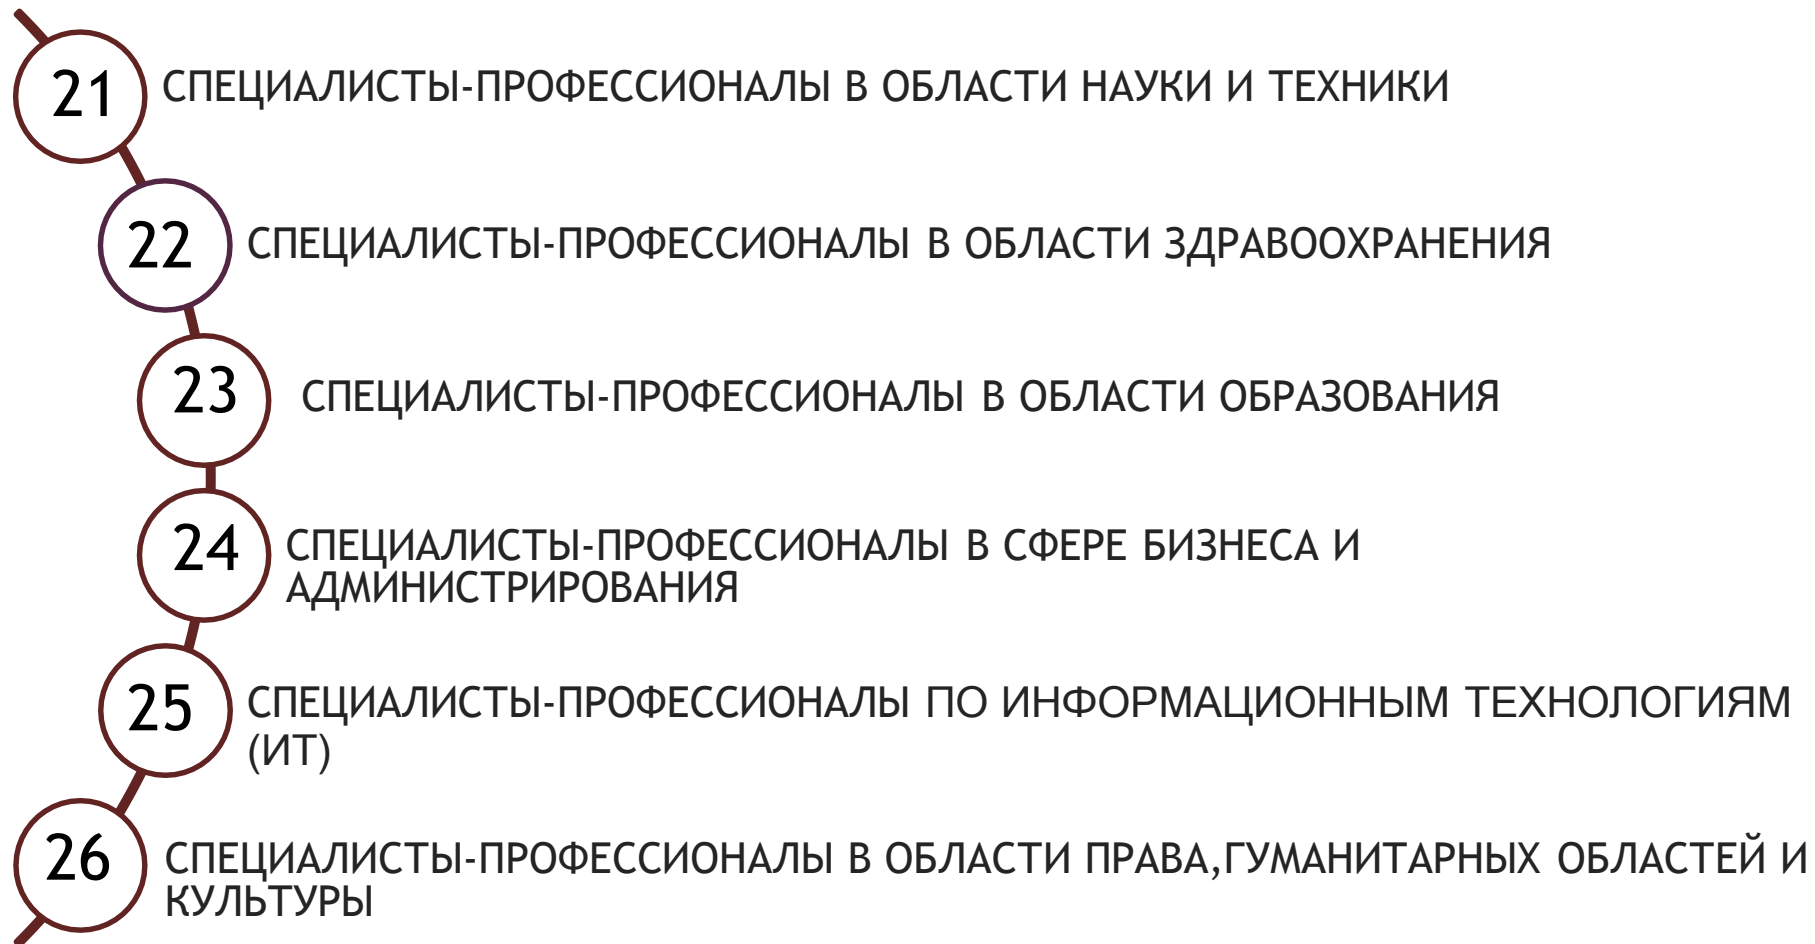 21
СПЕЦИАЛИСТЫ-ПРОФЕССИОНАЛЫ В ОБЛАСТИ НАУКИ И ТЕХНИКИ
22
СПЕЦИАЛИСТЫ-ПРОФЕССИОНАЛЫ В ОБЛАСТИ ЗДРАВООХРАНЕНИЯ
23
СПЕЦИАЛИСТЫ-ПРОФЕССИОНАЛЫ В ОБЛАСТИ ОБРАЗОВАНИЯ
24
СПЕЦИАЛИСТЫ-ПРОФЕССИОНАЛЫ В СФЕРЕ БИЗНЕСА И
АДМИНИСТРИРОВАНИЯ
25
СПЕЦИАЛИСТЫ-ПРОФЕССИОНАЛЫ ПО ИНФОРМАЦИОННЫМ ТЕХНОЛОГИЯМ
(ИТ)
26
СПЕЦИАЛИСТЫ-ПРОФЕССИОНАЛЫ В ОБЛАСТИ ПРАВА,ГУМАНИТАРНЫХ ОБЛАСТЕЙ И
КУЛЬТУРЫ